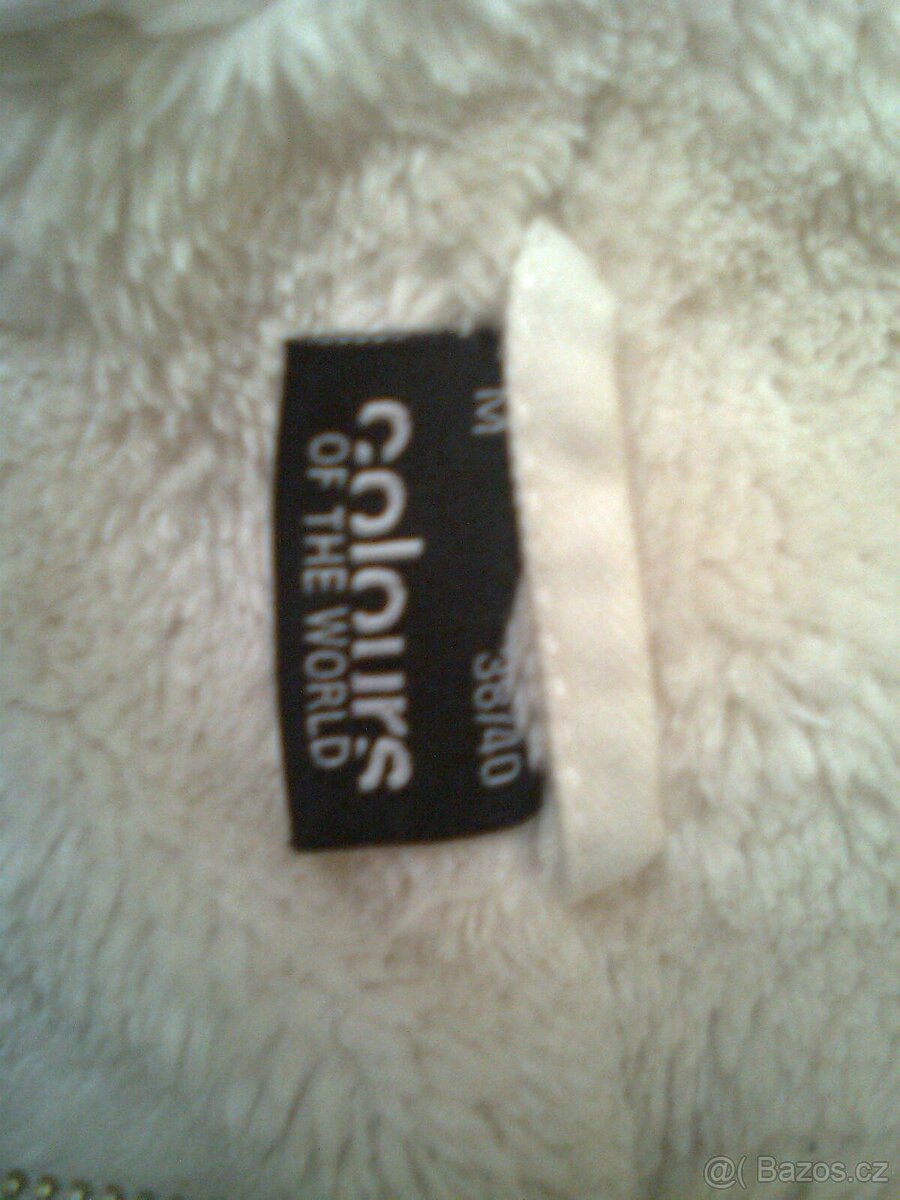 M 38/40
colours
OF THE WORLD
@( Bazos.cz